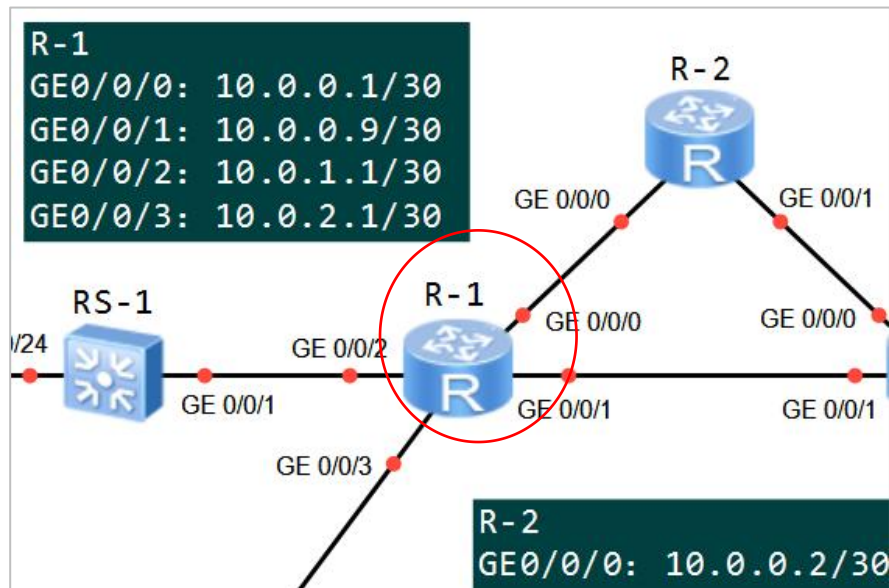 R-1
GE0/0/0: 10.0.0.1/30
GE0/0/1: 10.0.0.9/30
GE0/0/2: 10.0.1.1/30
GE0/0/3: 10.0.2.1/30
R-2
GE 0/0/0
GE 0/0/1
RS-1
R-1
/24
GE 0/0/2
GE 0/0/0
GE 0/0/0
GE 0/0/1
GE 0/0/1
GE 0/0/1
GE 0/0/3
R
R
R-2
GE0/0/0: 10.0.0.2/30